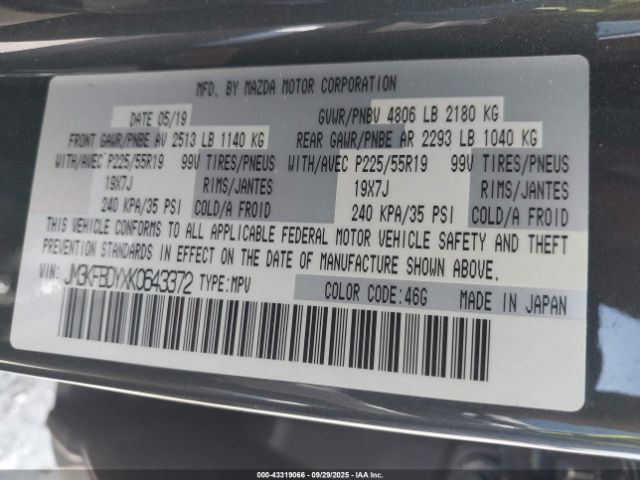 MFD. BY MAZDA MOTOR CORPORATION
DATE 05/19 GVWR/PNBV 4806 LB 2180 KG
FRONT GAWR/PNBE AV 2513 LB 1140 KG REAR GAWR/PNBE AR 2293 LB 1040 KG
WITH/AVEC P225/55R19 99V TIRES/PNEUS WITH/AVEC P225/55R19 99V TIRES/PNEUS
19X7J RIMS/JANTES 19X7J RIMS/JANTES
240 KPA/35 PSI COLD/A FROID 240 KPA/35 PSI COLD/A FROID
THIS VEHICLE CONFORMS TO ALL APPLICABLE FEDERAL MOTOR VEHICLE SAFETY AND THEFT
PREVENTION STANDARDS IN EFFECT ON THE DATE OF MANUFACTURE SHOWN ABOVE.
VIN: JM3KFBDYXK0643372 TYPE:MPV COLOR CODE:46G MADE IN JAPAN
000-43319066 • 09/29/2025 • IAA Inc.